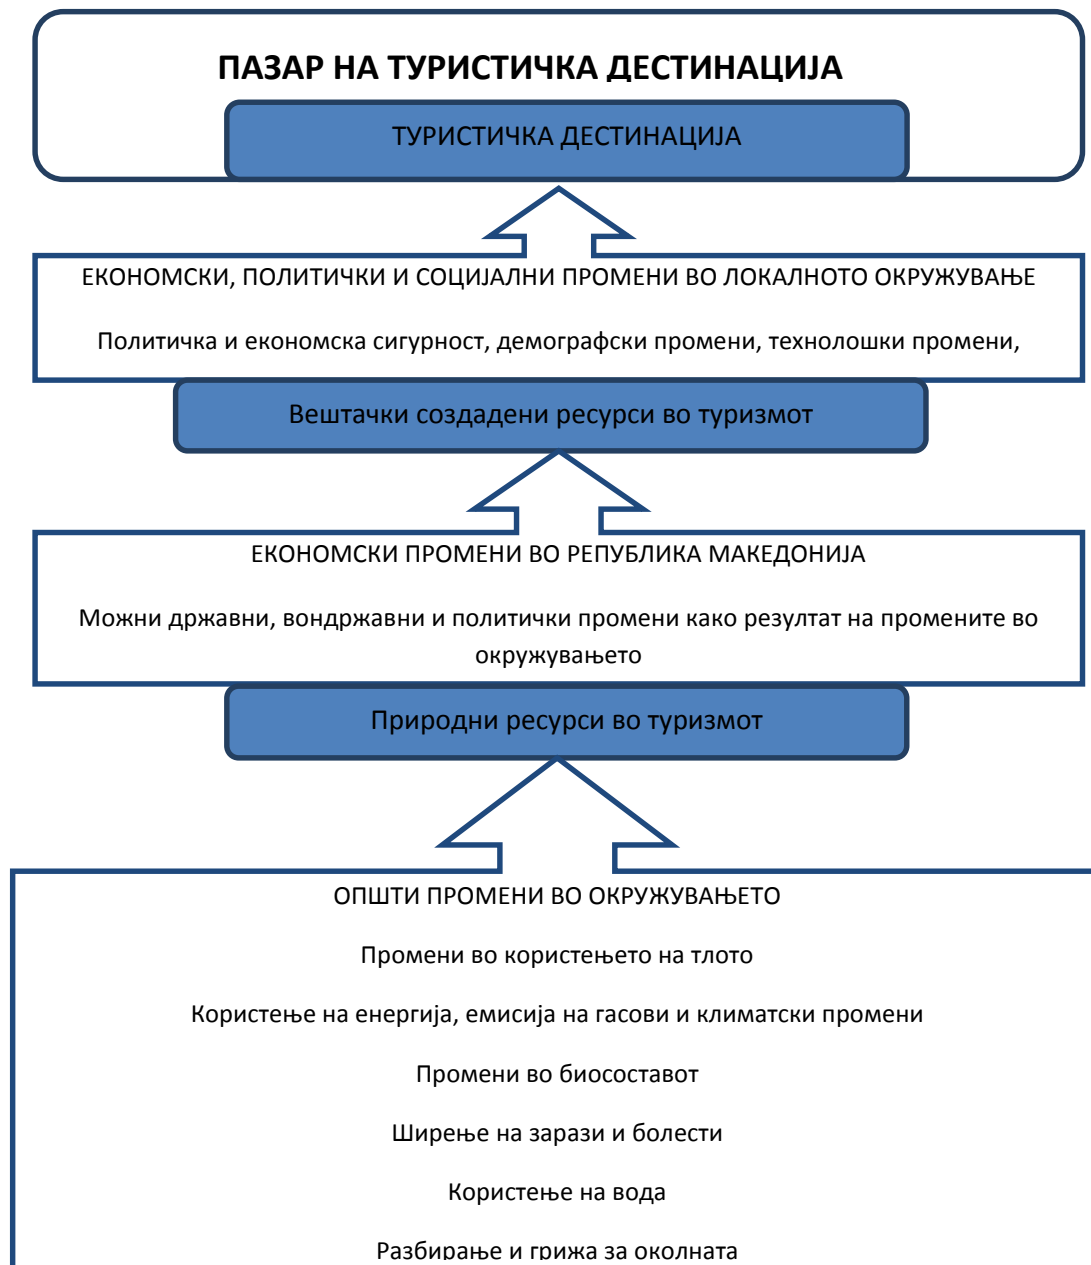 ПАЗАР НА ТУРИСТИЧКА ДЕСТИНАЦИЈА
ТУРИСТИЧКА ДЕСТИНАЦИЈА
ЕКОНОМСКИ, ПОЛИТИЧКИ И СОЦИЈАЛНИ ПРОМЕНИ ВО ЛОКАЛНОТО ОКРУЖУВАЊЕ
Политичка и економска сигурност, демографски промени, технолошки промени,
Вештачки создадени ресурси во туризмот
ЕКОНОМСКИ ПРОМЕНИ ВО РЕПУБЛИКА МАКЕДОНИЈА
Можни државни, вондржавни и политички промени како резултат на промените во
окружувањето
Природни ресурси во туризмот
ОПШТИ ПРОМЕНИ ВО ОКРУЖУВАЊЕТО
Промени во користењето на тлото
Користење на енергија, емисија на гасови и климатски промени
Промени во биосоставот
Ширење на зарази и болести
Користење на вода
Разбирање и грижа за околната